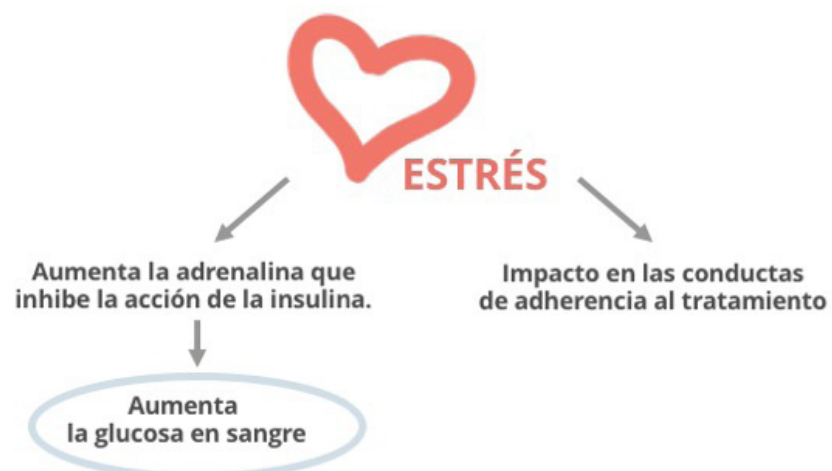 ESTRÉS
Aumenta la adrenalina que
inhibe la acción de la insulina.
Impacto en las conductas
de adherencia al tratamiento
Aumenta
la glucosa en sangre